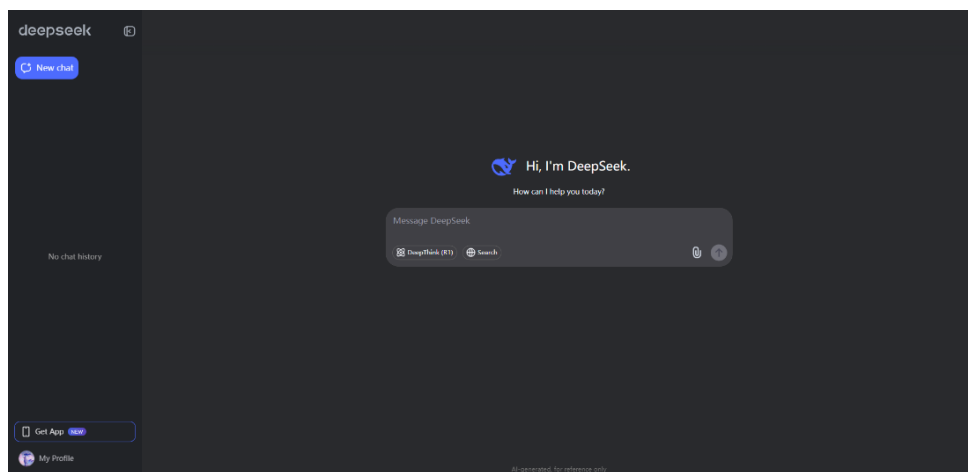 deepseek
New chat
No chat history
Get App NEW
My Profile
Hi, I'm DeepSeek.
How can I help you today?
Message DeepSeek
DeepThink (R1) Search
AI-generated, for reference only